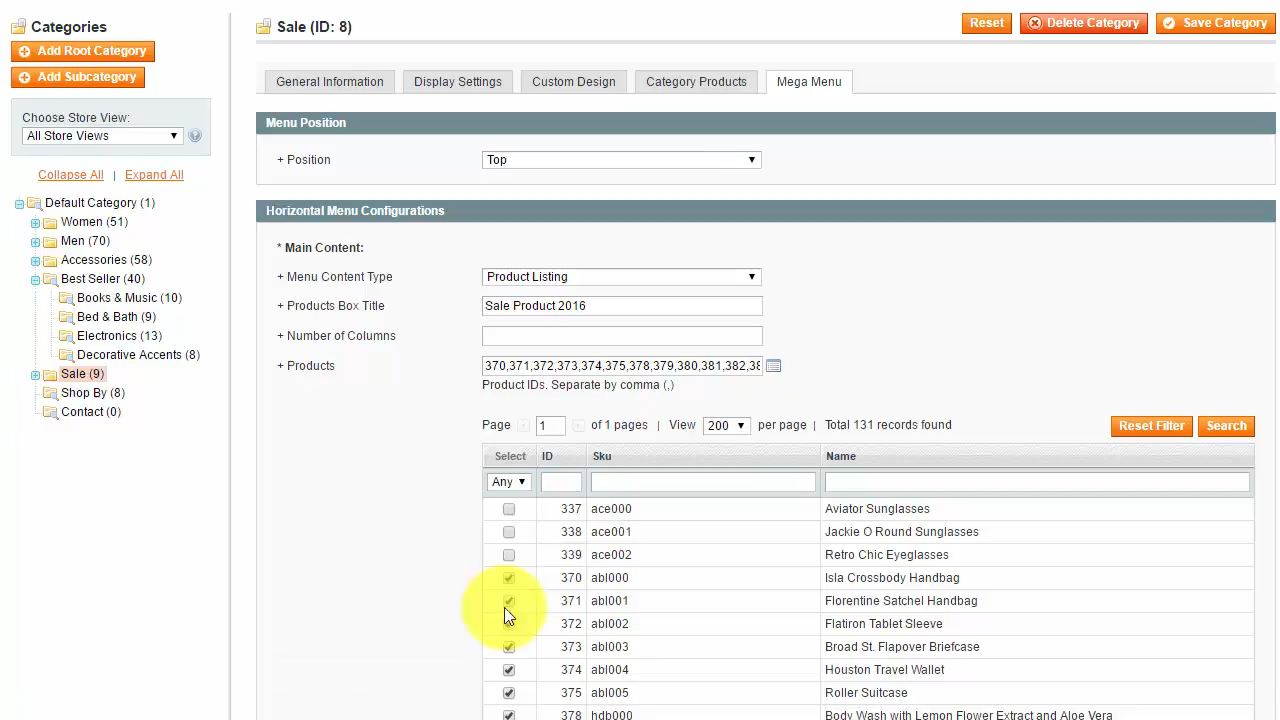 Categories
Add Root Category
Add Subcategory
Choose Store View:
All Store Views
Collapse All | Expand All
Default Category (1)
Women (51)
Men (70)
Accessories (58)
Best Seller (40)
Books & Music (10)
Bed & Bath (9)
Electronics (13)
Decorative Accents (8)
Sale (9)
Shop By (8)
Contact (0)
Sale (ID: 8)
Reset
Delete Category
Save Category
General Information
Display Settings
Custom Design
Category Products
Mega Menu
Menu Position
+ Position
Top
Horizontal Menu Configurations
* Main Content:
+ Menu Content Type
Product Listing
+ Products Box Title
Sale Product 2016
+ Number of Columns
+ Products
370,371,372,373,374,375,378,379,380,381,382,38
Product IDs. Separate by comma (,)
Page 1 of 1 pages | View 200 per page | Total 131 records found
Reset Filter
Search
Select ID Sku Name
Any
337 ace000 Aviator Sunglasses
338 ace001 Jackie O Round Sunglasses
339 ace002 Retro Chic Eyeglasses
370 abl000 Isla Crossbody Handbag
371 abl001 Florentine Satchel Handbag
372 abl002 Flatiron Tablet Sleeve
373 abl003 Broad St. Flapover Briefcase
374 abl004 Houston Travel Wallet
375 abl005 Roller Suitcase
378 hdb000 Body Wash with Lemon Flower Extract and Aloe Vera